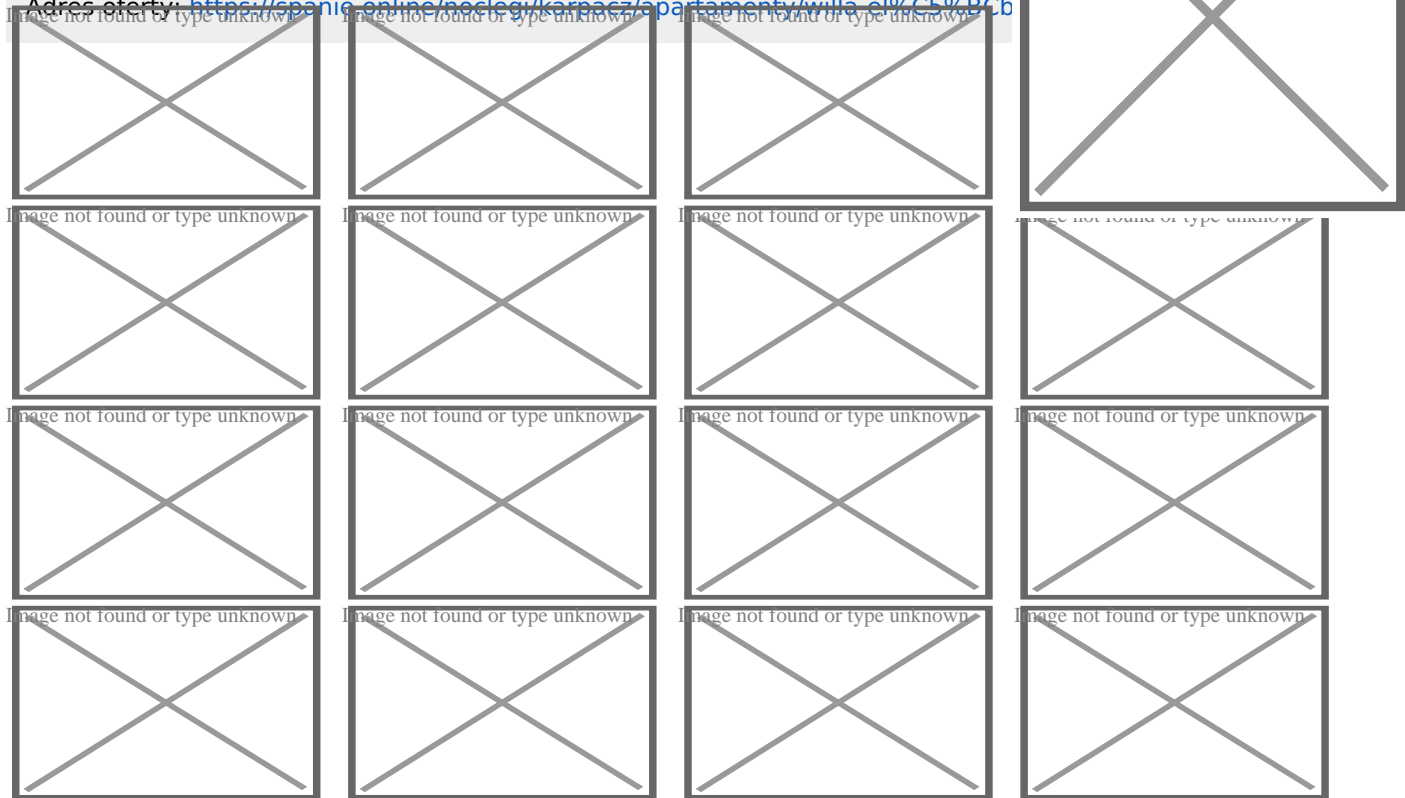 Adres oferty: https://spanie.online/noclegi/karpacz/apartamenty/willa-el%C5%BCb
Image not found or type unknown Image not found or type unknown Image not found or type unknown
Image not found or type unknown Image not found or type unknown Image not found or type unknown Image not found or type unknown
Image not found or type unknown Image not found or type unknown Image not found or type unknown Image not found or type unknown
Image not found or type unknown Image not found or type unknown Image not found or type unknown Image not found or type unknown